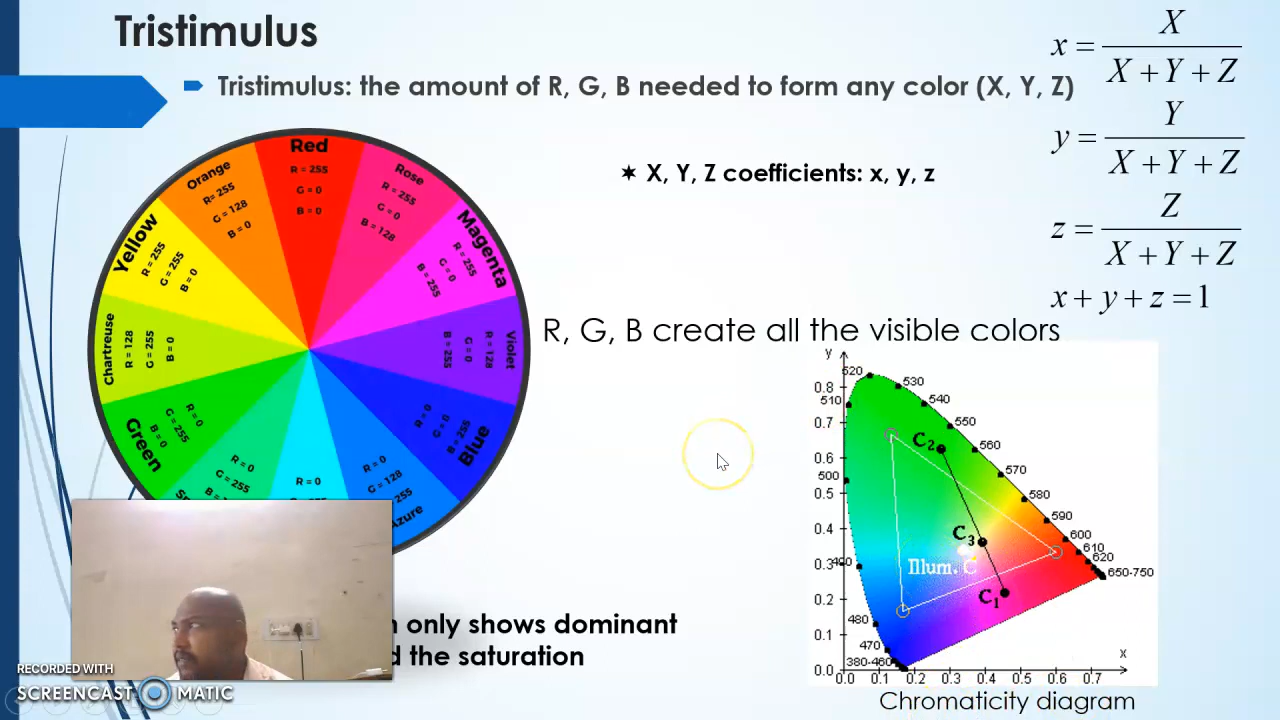 Tristimulus
Tristimulus: the amount of R, G, B needed to form any color (X, Y, Z)
x = X / X + Y + Z
y = Y / X + Y + Z
z = Z / X + Y + Z
x + y + z = 1
✶ X, Y, Z coefficients: x, y, z
Red
R = 255
G = 0
B = 0
Rose
R = 255
G = 0
B = 128
Magenta
R = 255
G = 0
B = 255
Violet
R = 128
G = 0
B = 255
Blue
R = 0
G = 0
B = 255
Azure
R = 0
G = 128
255
R = 0
R = 0
G = 255
B =
Green
R = 0
G = 255
B = 0
Chartreuse
R = 128
G = 255
B = 0
Yellow
R = 255
G = 255
B = 0
Orange
R = 255
G = 128
B = 0
R, G, B create all the visible colors
y
520
530
540
550
560
570
580
590
600
610
620
650-750
510
500
480
470
380-460
0.8
0.7
0.6
0.5
0.4
0.3
0.2
0.1
0.0
0.0 0.1 0.2 0.3 0.4 0.5 0.6 0.7
x
C2
C3
C1
Illum. C
Chromaticity diagram
only shows dominant
the saturation
RECORDED WITH
SCREENCAST MATIC